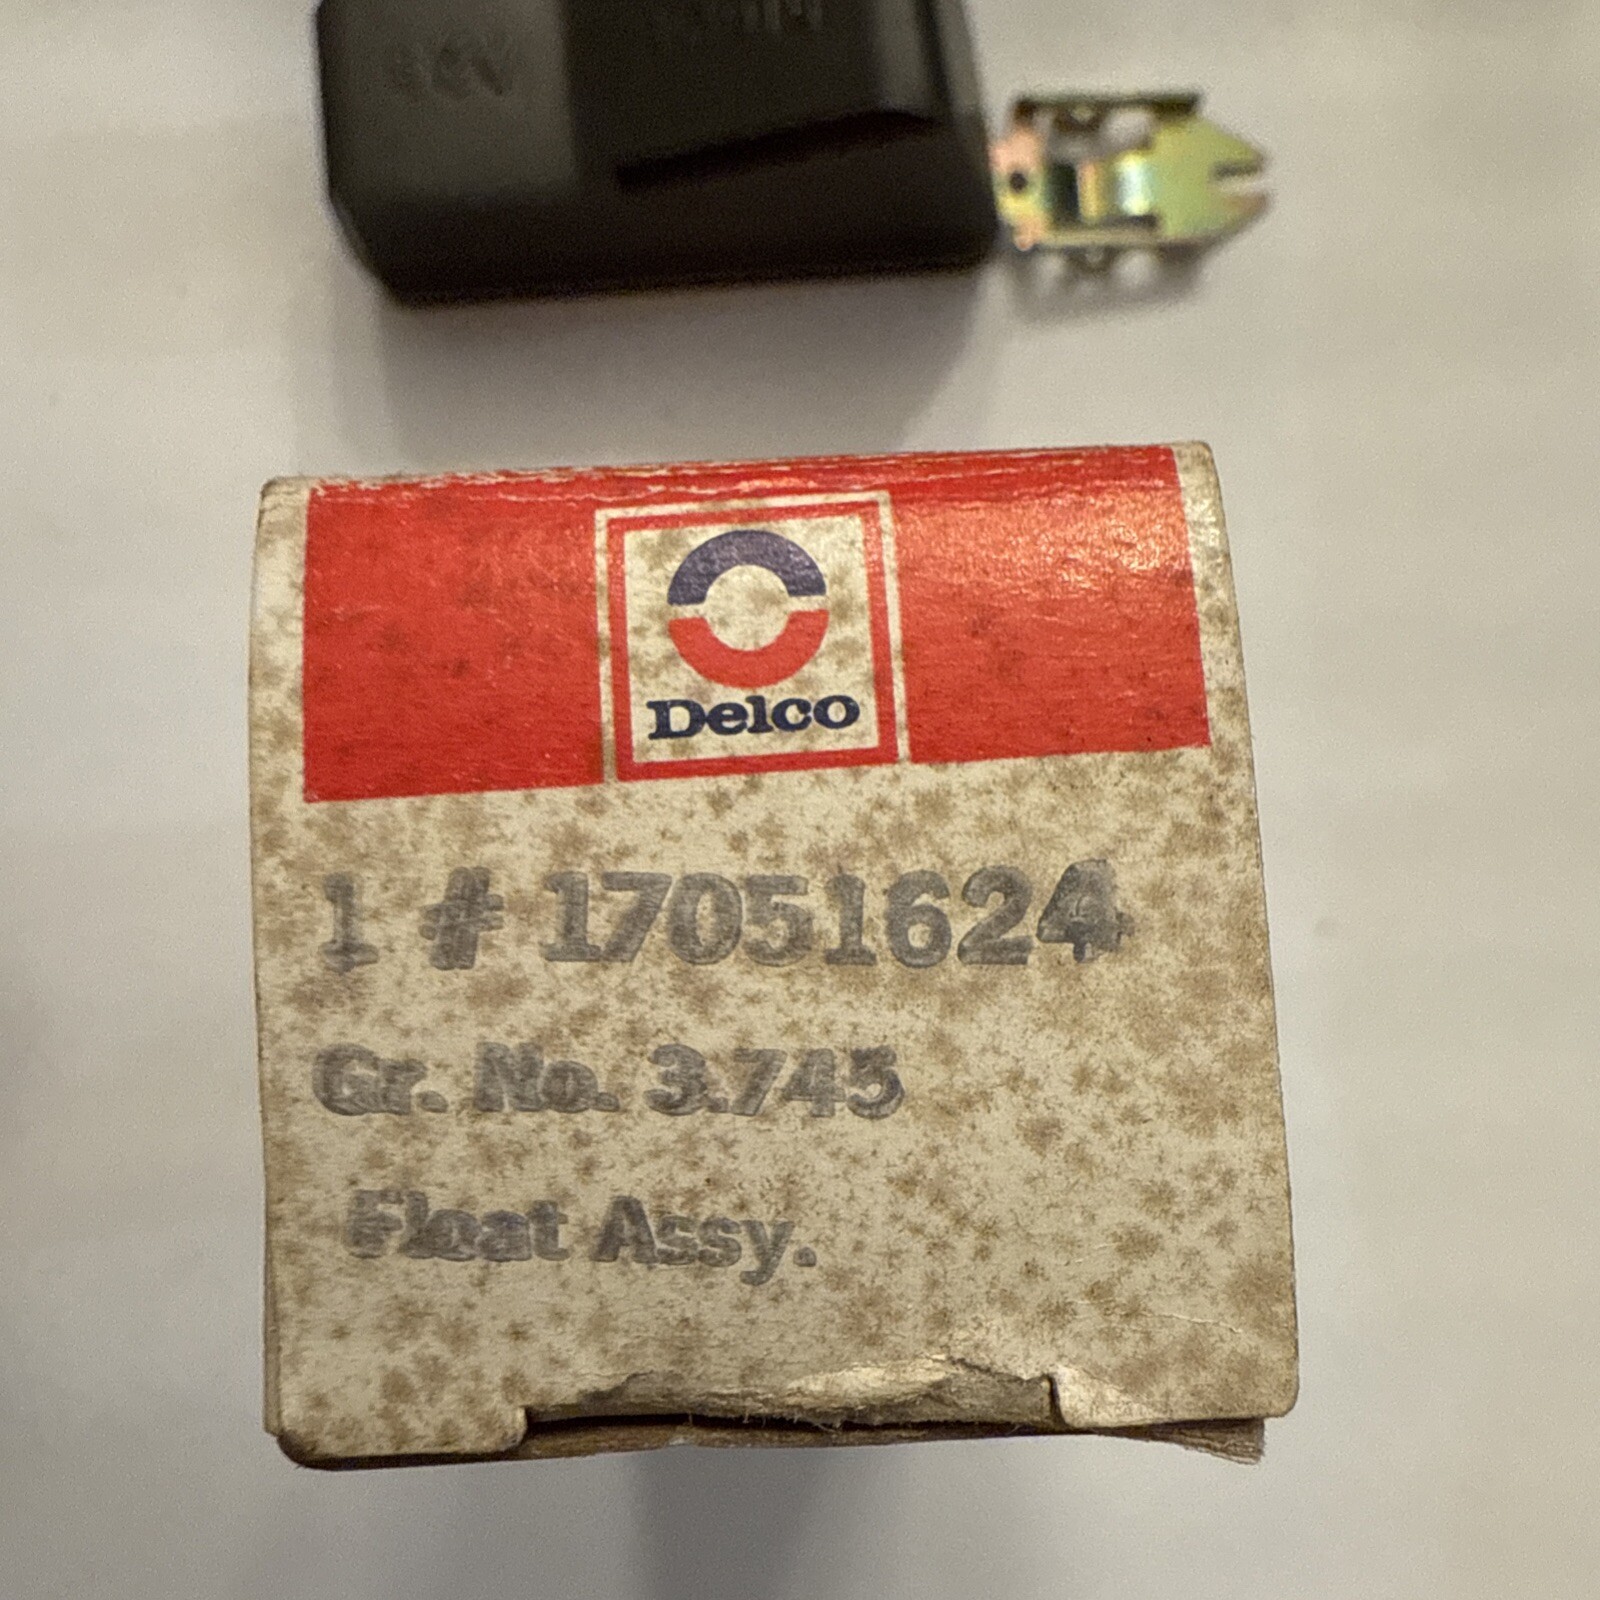 Delco
1 # 17051624
Gr. No. 3.745
Float Assy.